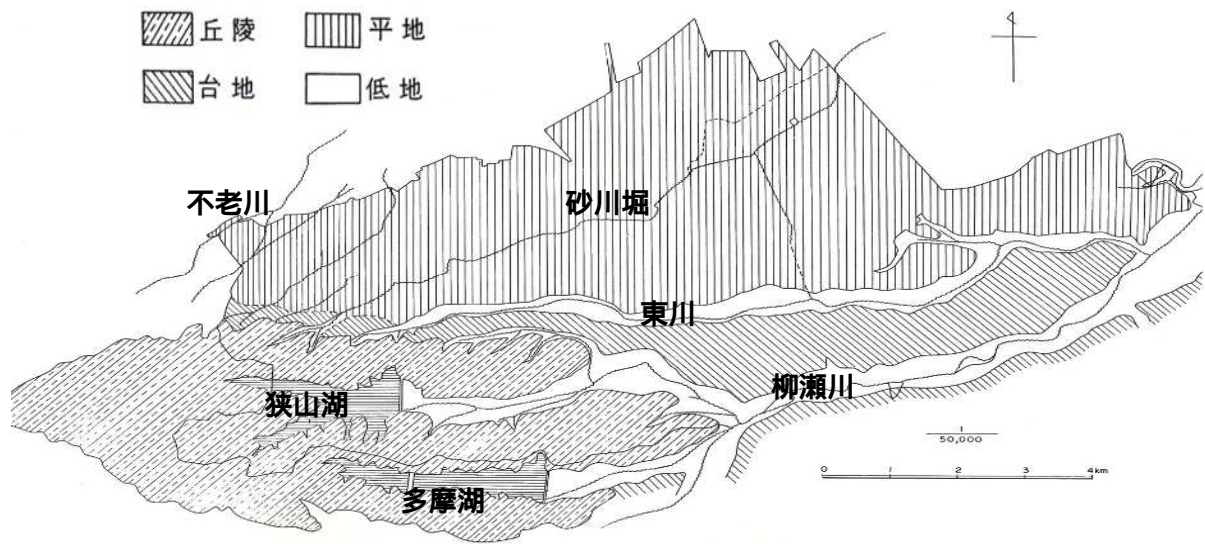 丘陵 平地
台地 低地
不老川
砂川堀
東川
狭山湖
柳瀬川
多摩湖
1
50,000
0 1 2 3 4km